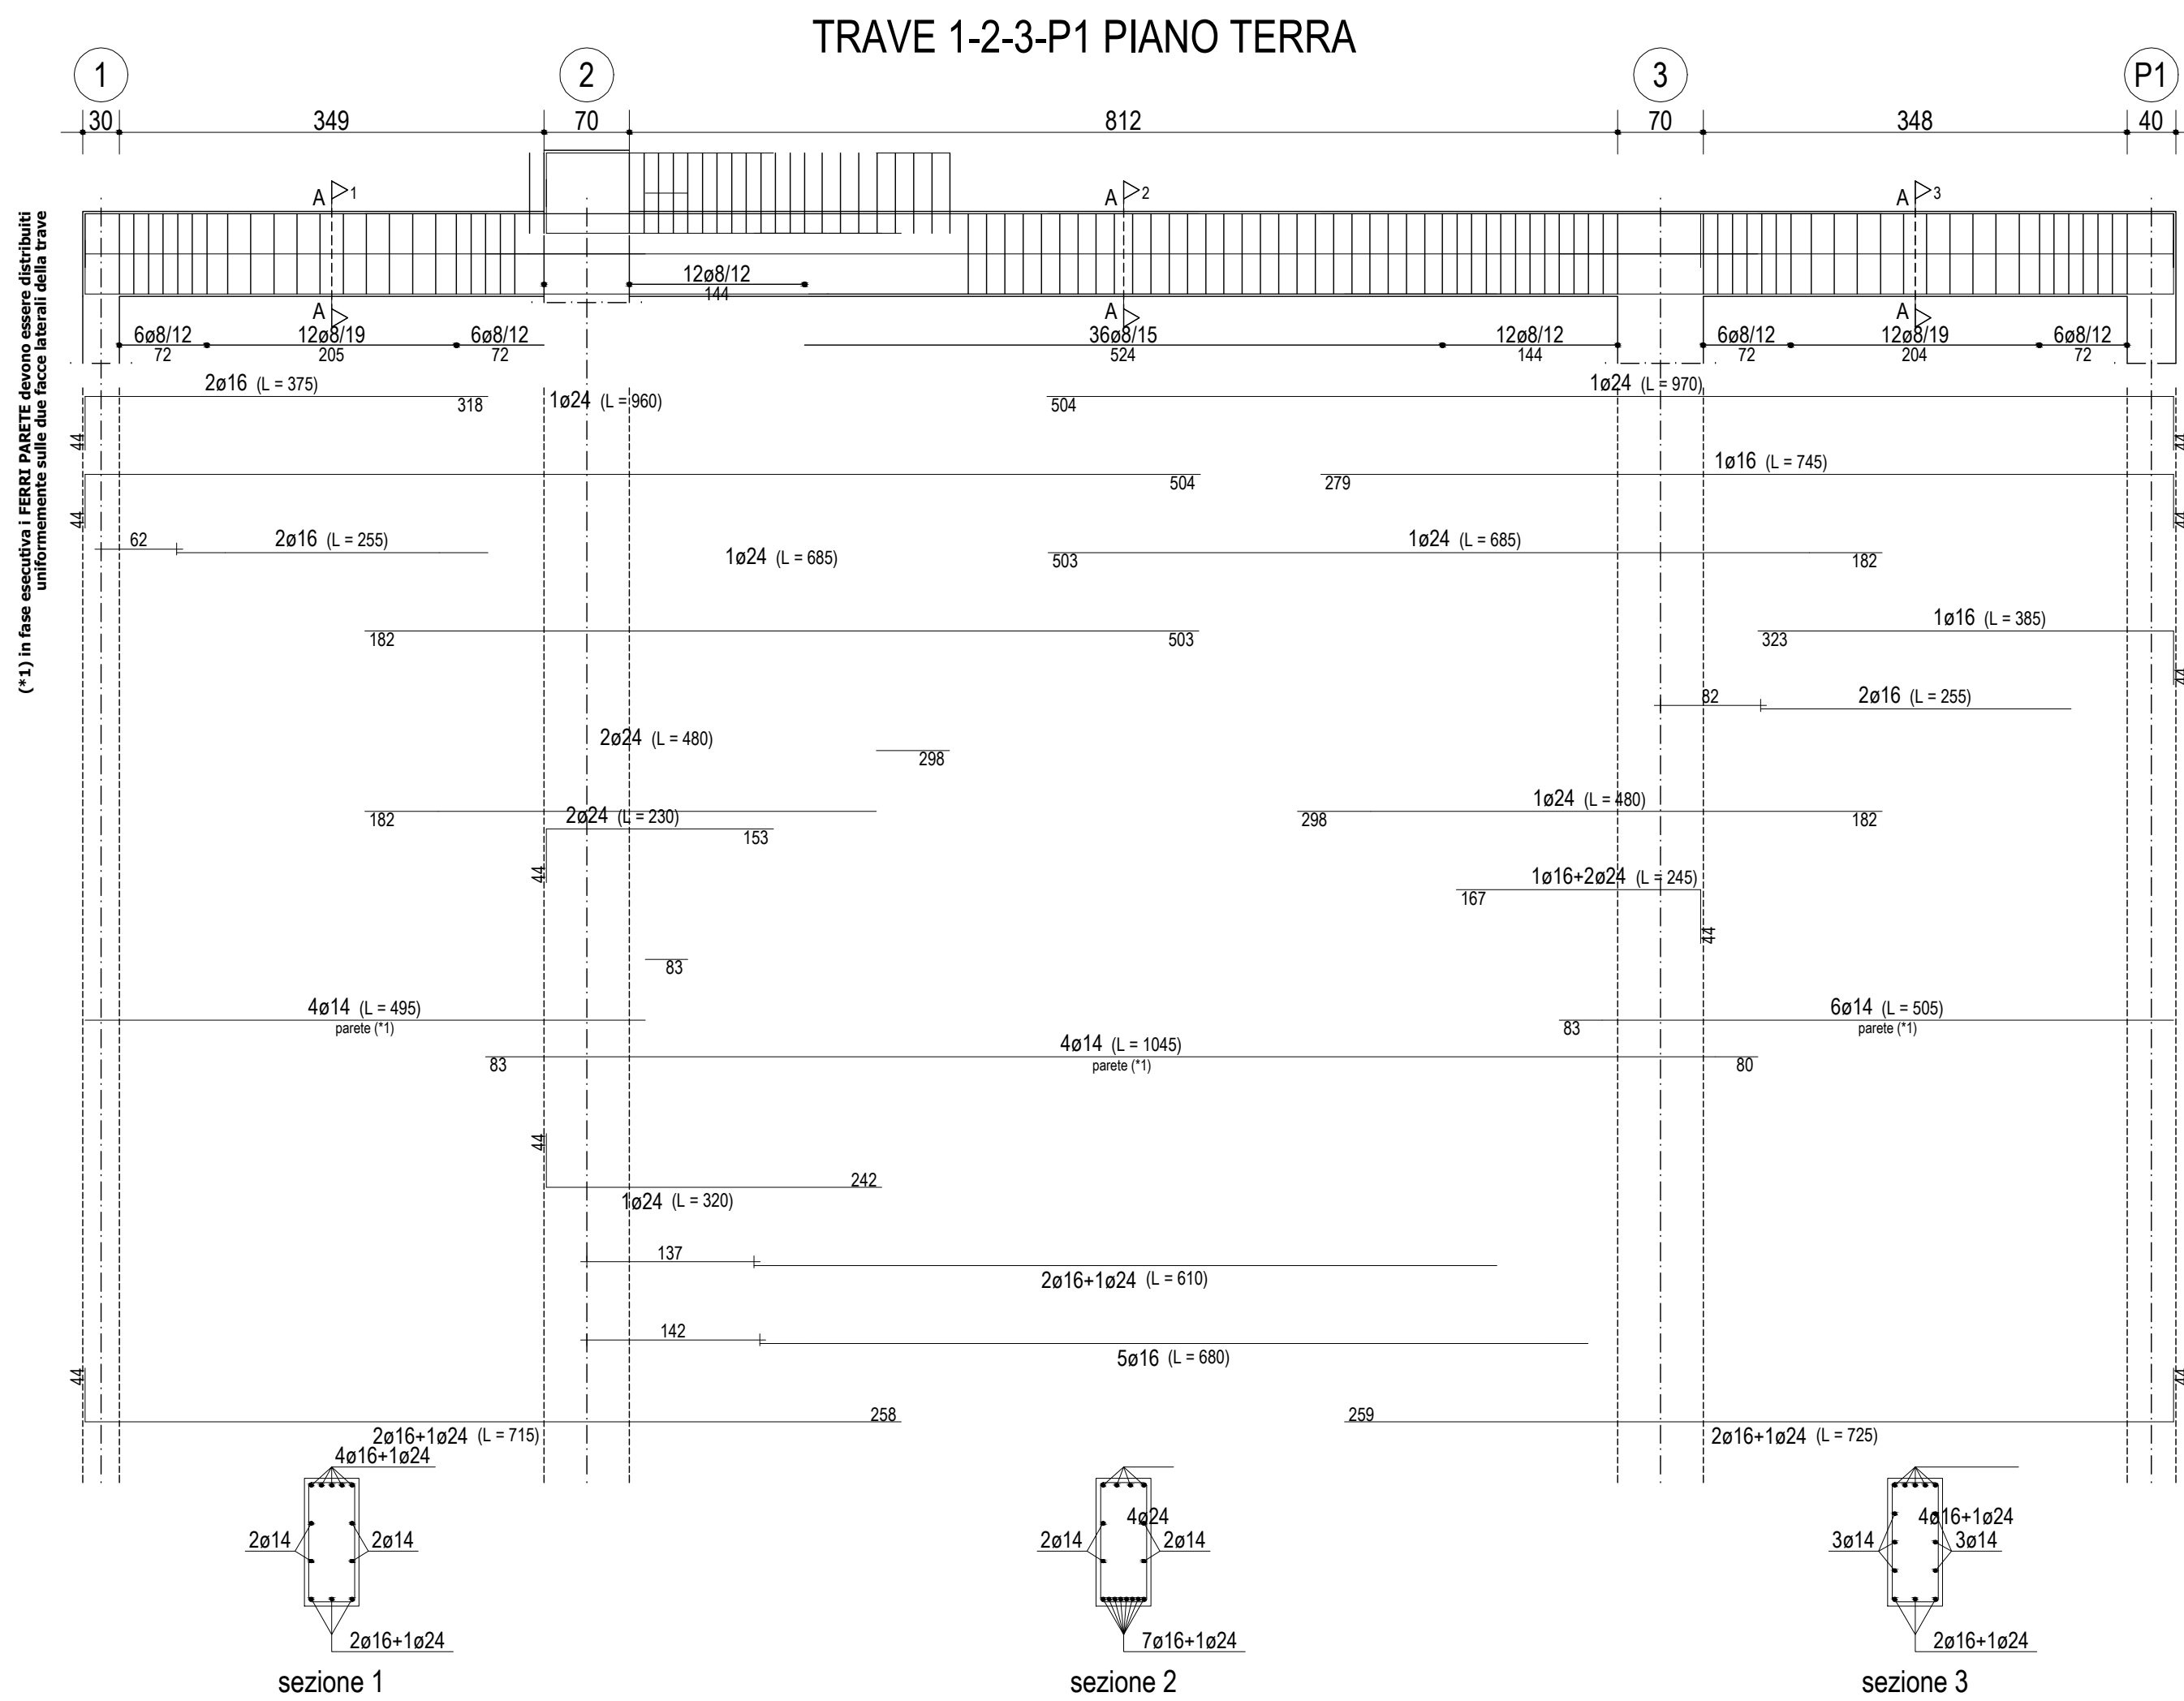 TRAVE 1-2-3-P1 PIANO TERRA
1 2 3 P1
30 349 70 812 70 348 40
A 1 A 2 A 3
(*1) in fase esecutiva i FERRI PARETE devono essere distribuiti
uniformemente sulle due facce laterali della trave
12ø8/12
144
A A A
6ø8/12 12ø8/19 6ø8/12 36ø8/15 12ø8/12 6ø8/12 12ø8/19 6ø8/12
72 205 72 524 144 72 204 72
2ø16 (L = 375) 1ø24 (L = 960) 1ø24 (L = 970)
318 504
44 44
1ø16 (L = 745)
504 279
44 44
62 2ø16 (L = 255) 1ø24 (L = 685) 1ø24 (L = 685)
503 182
1ø16 (L = 385)
182 503 323
44
82 2ø16 (L = 255)
2ø24 (L = 480)
298
2ø24 (L = 230) 1ø24 (L = 480)
182 153 298 182
44
1ø16+2ø24 (L = 245)
167
44
83
4ø14 (L = 495) 6ø14 (L = 505)
parete (*1) 83 parete (*1)
4ø14 (L = 1045)
83 parete (*1) 80
44
242
1ø24 (L = 320)
137
2ø16+1ø24 (L = 610)
142
5ø16 (L = 680)
44 44
258 259
2ø16+1ø24 (L = 715) 2ø16+1ø24 (L = 725)
4ø16+1ø24
4ø24 4ø16+1ø24
2ø14 2ø14 2ø14 2ø14 3ø14 3ø14
2ø16+1ø24 7ø16+1ø24 2ø16+1ø24
sezione 1 sezione 2 sezione 3